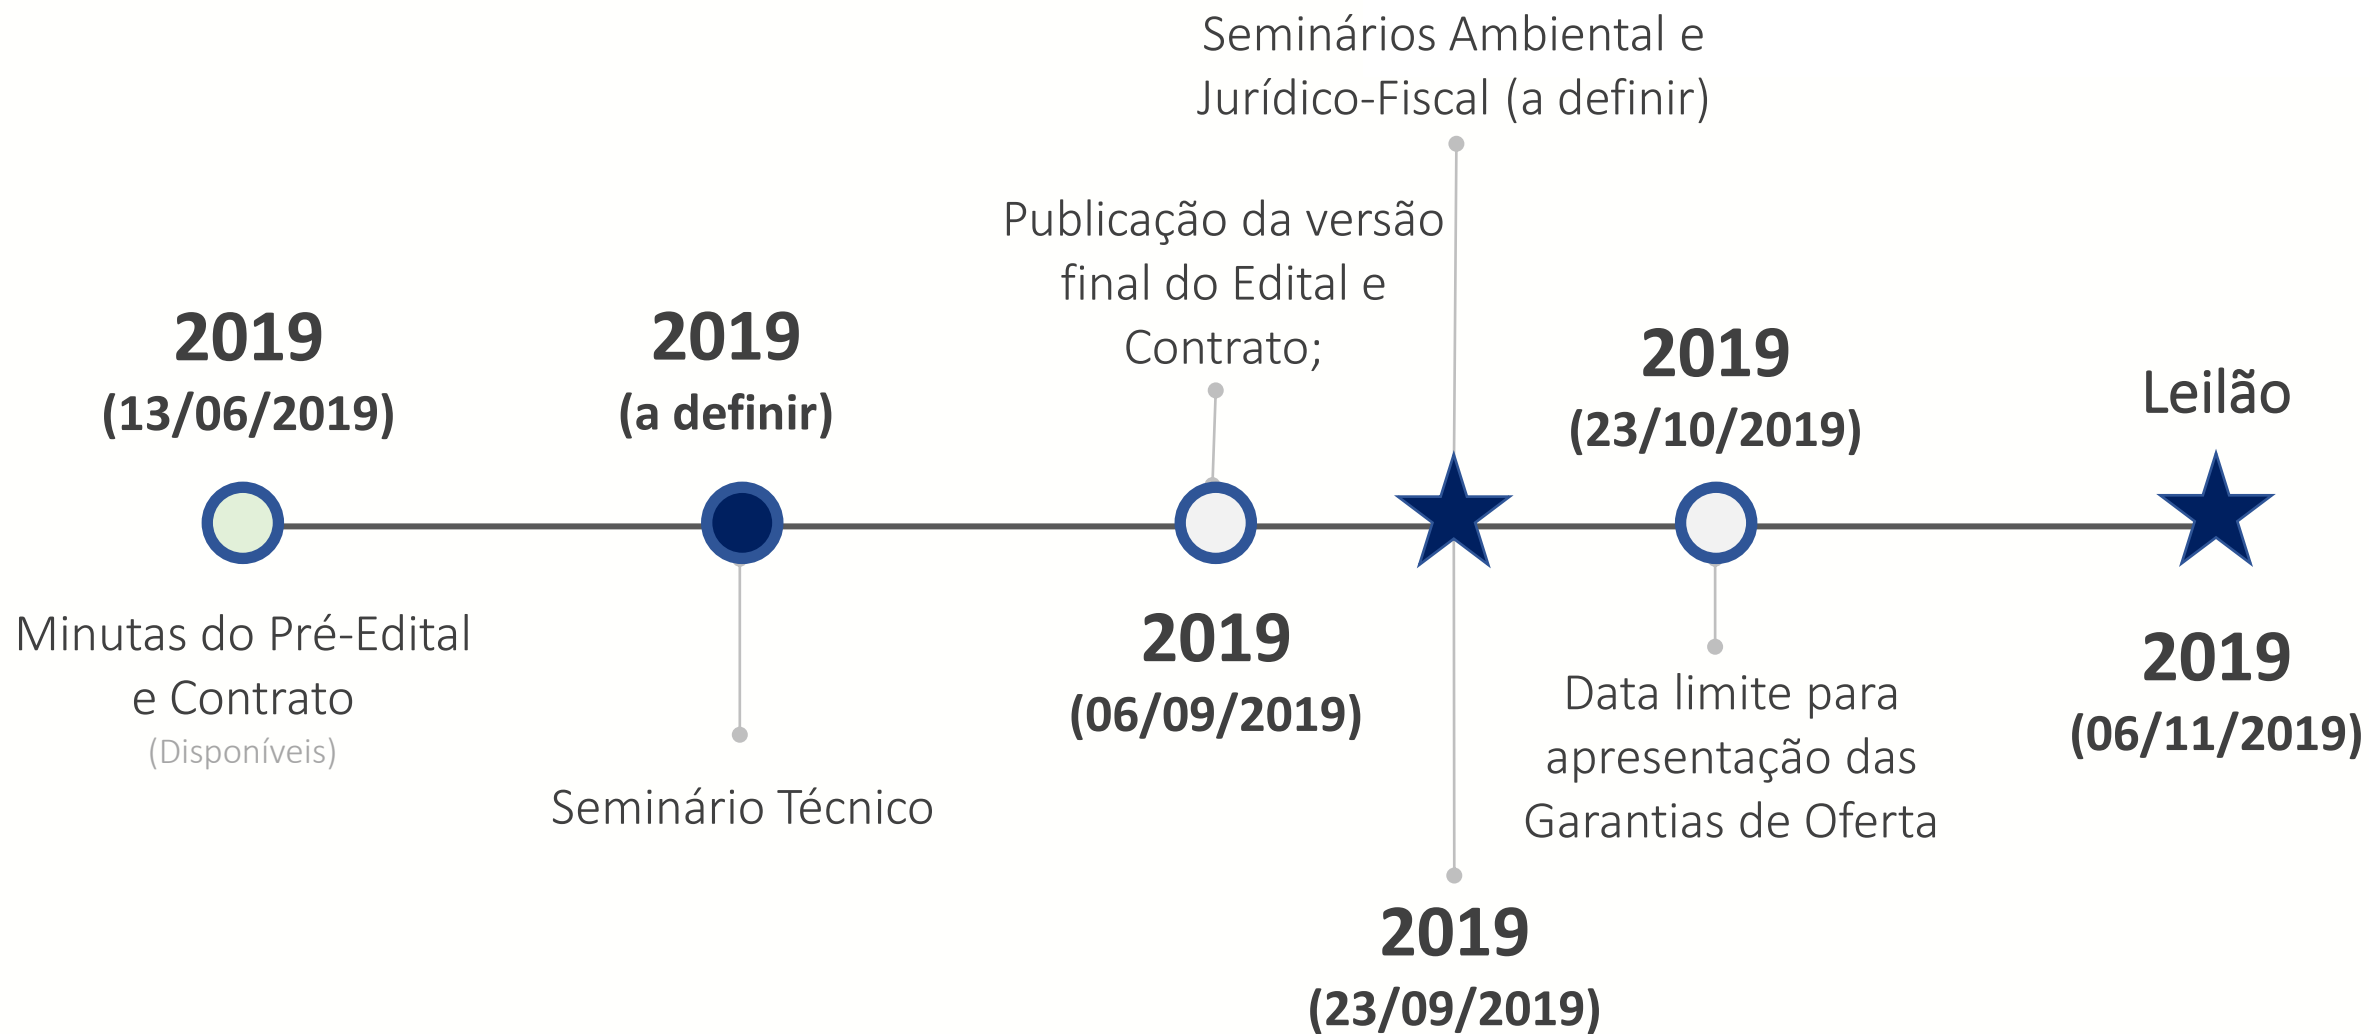 2019
(13/06/2019)
Minutas do Pré-Edital
e Contrato
(Disponíveis)
2019
(a definir)
Seminário Técnico
Publicação da versão
final do Edital e
Contrato;
2019
(06/09/2019)
Seminários Ambiental e
Jurídico-Fiscal (a definir)
2019
(23/09/2019)
2019
(23/10/2019)
Data limite para
apresentação das
Garantias de Oferta
Leilão
2019
(06/11/2019)